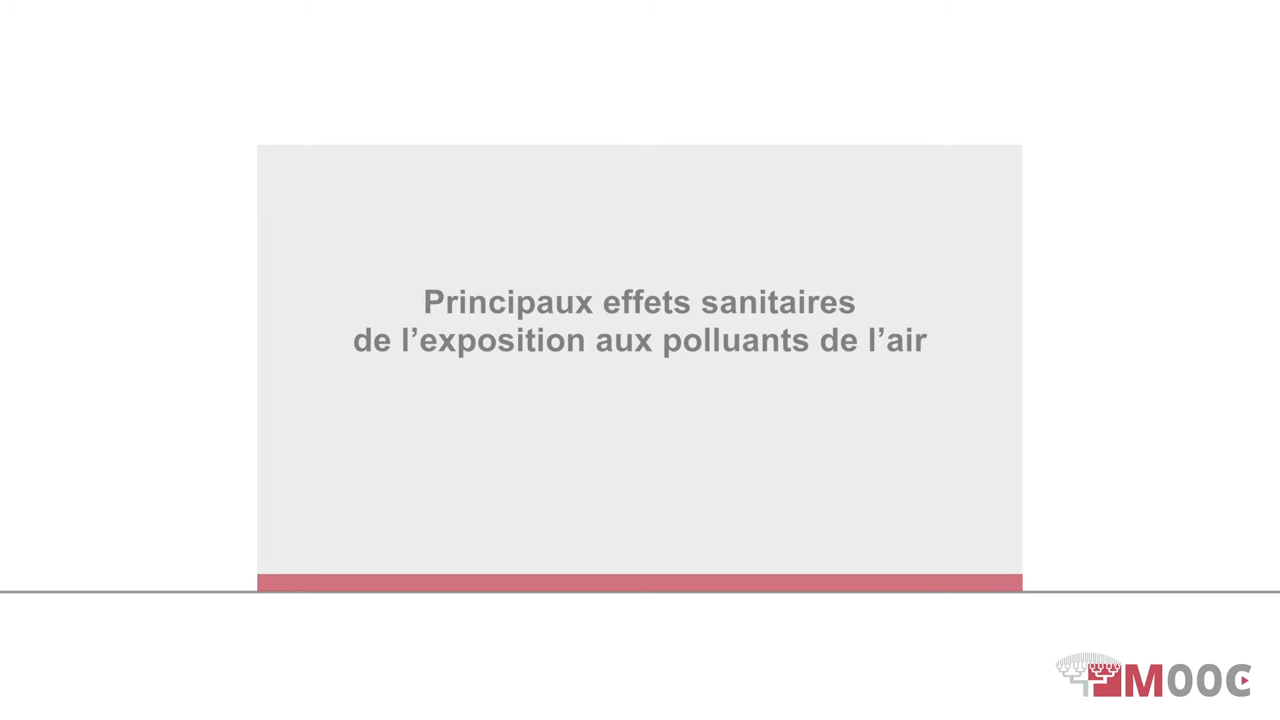 Principaux effets sanitaires
de l’exposition aux polluants de l’air
MOOC